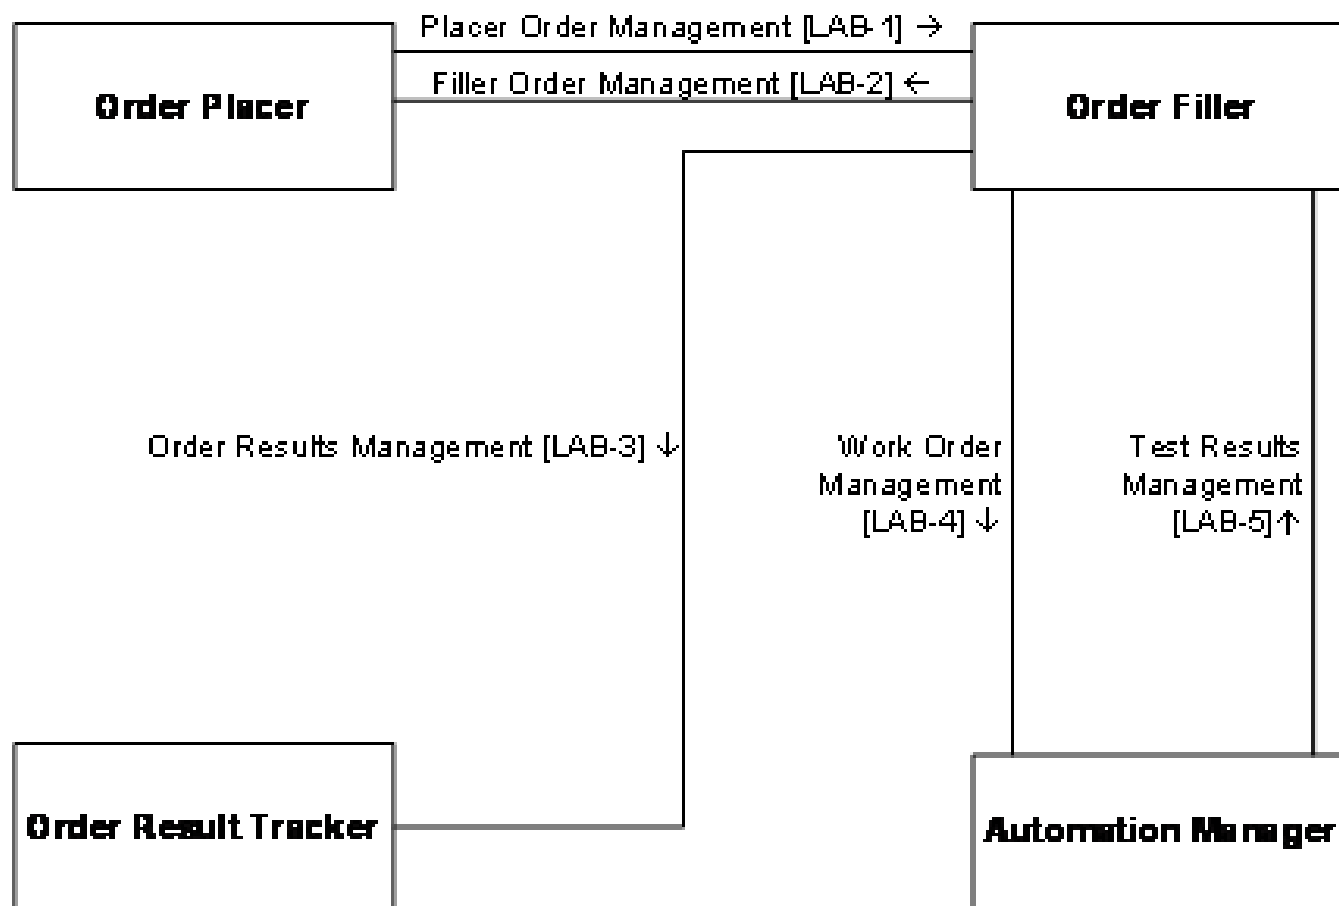 Placer Order Management [LAB-1] →
Filler Order Management [LAB-2] ←
Order Placer
Order Filler
Order Results Management [LAB-3] ↓
Work Order
Management
[LAB-4] ↓
Test Results
Management
[LAB-5]↑
Order Result Tracker
Automation Manager